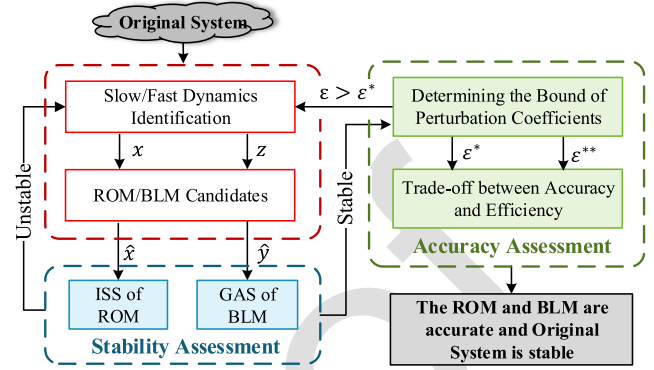 Original System
Slow/Fast Dynamics
Identification
x
z
ROM/BLM Candidates
x̂
ŷ
ISS of
ROM
GAS of
BLM
Stability Assessment
Unstable
Stable
ε > ε*
Determining the Bound of
Perturbation Coefficients
ε*
ε**
Trade-off between Accuracy
and Efficiency
Accuracy Assessment
The ROM and BLM are
accurate and Original
System is stable